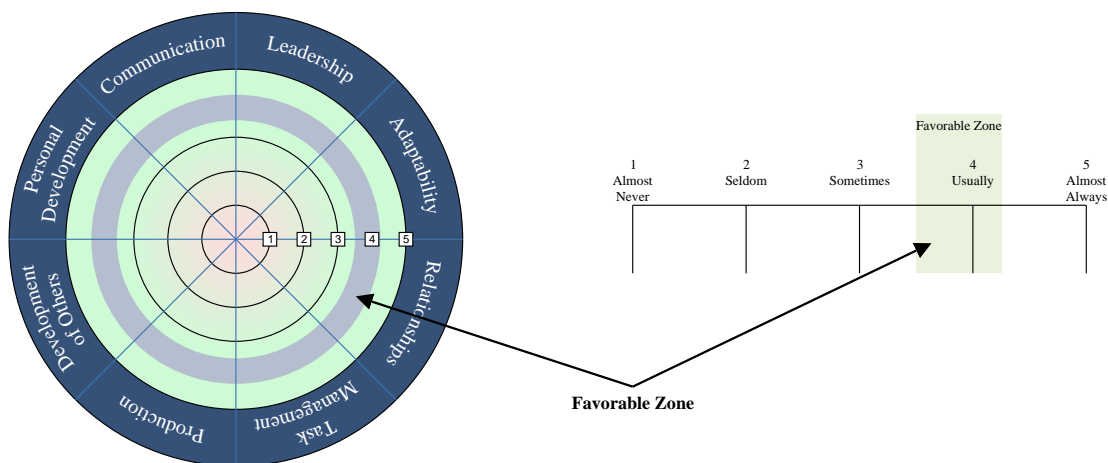 Communication
Leadership
Adaptability
Relationships
Task
Management
Production
Development
of Others
Personal
Development
1
2
3
4
5
Favorable Zone
1
Almost
Never
2
Seldom
3
Sometimes
4
Usually
5
Almost
Always
Favorable Zone